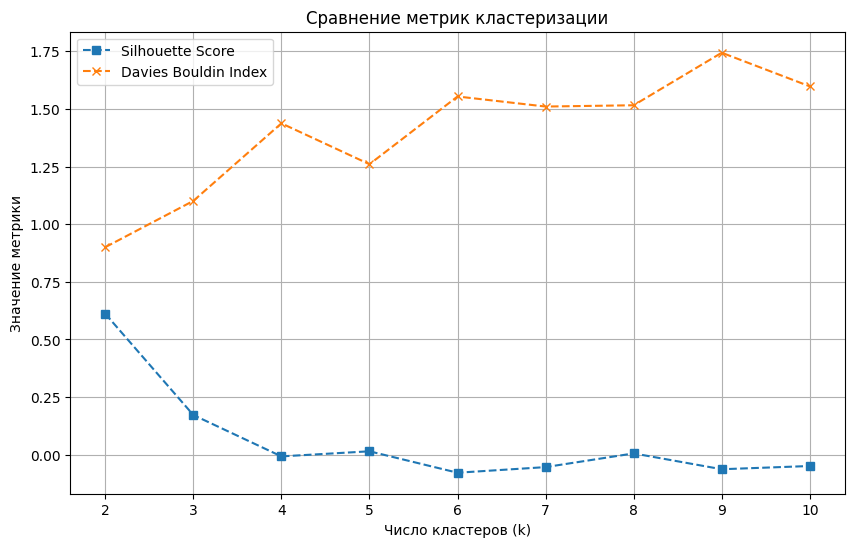 Сравнение метрик кластеризации
Silhouette Score
Davies Bouldin Index
Значение метрики
1.75
1.50
1.25
1.00
0.75
0.50
0.25
0.00
2 3 4 5 6 7 8 9 10
Число кластеров (k)